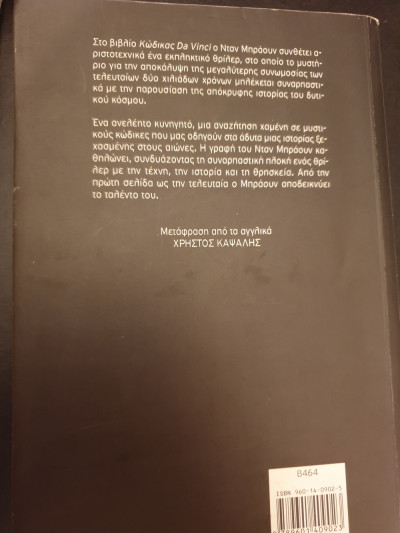 Στο βιβλίο Κώδικας Da Vinci ο Νταν Μπράουν συνθέτει α-
ριστοτεχνικά ένα εκπληκτικό θρίλερ, στο οποίο το μυστή-
ριο για την αποκάλυψη της μεγαλύτερης συνωμοσίας των
τελευταίων δύο χιλιάδων χρόνων μπλέκεται συναρπαστι-
κά με την παρουσίαση της απόκρυφης ιστορίας του δυτι-
κού κόσμου.
Ένα ανελέητο κυνηγητό, μια αναζήτηση χαμένη σε μυστι-
κούς κώδικες που μας οδηγούν στα άδυτα μιας ιστορίας ξε-
χασμένης στους αιώνες. Η γραφή του Νταν Μπράουν κα-
θηλώνει, συνδυάζοντας τη συναρπαστική πλοκή ενός θρί-
λερ με την τέχνη, την ιστορία και τη θρησκεία. Από την
πρώτη σελίδα ως την τελευταία ο Μπράουν αποδεικνύει
το ταλέντο του.
Μετάφραση από τα αγγλικά
ΧΡΗΣΤΟΣ ΚΑΨΑΛΗΣ
8464
ISBN 960-14-0902-5
9789601409023